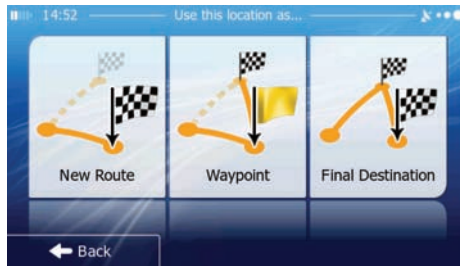 14:52 Use this location as...
New Route Waypoint Final Destination
Back